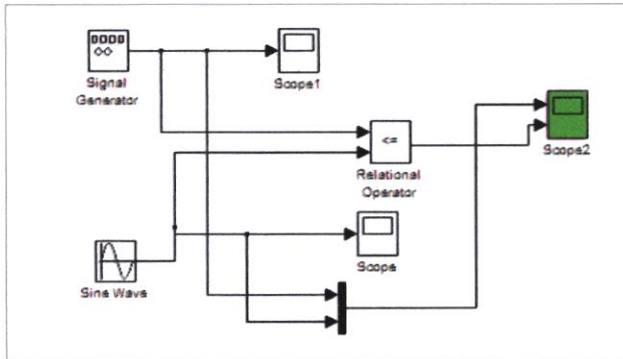 Signal
Generator
Scope1
<=
Relational
Operator
Scope2
Scope
Sine Wave